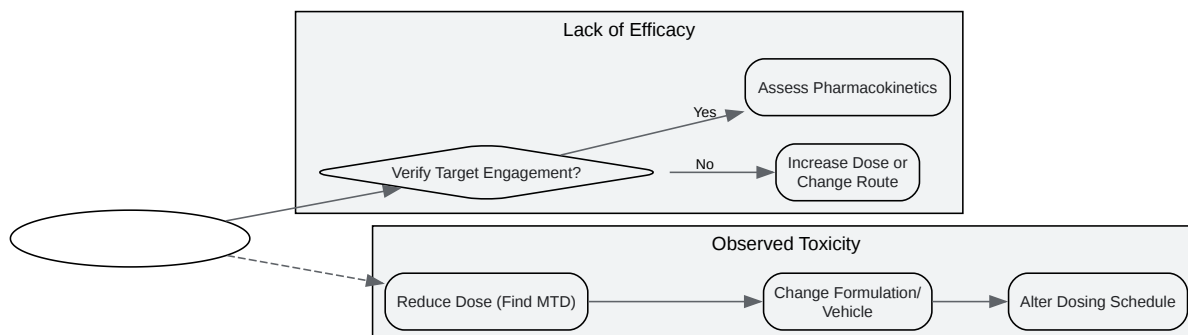 Lack of Efficacy
Assess Pharmacokinetics
Yes
Verify Target Engagement?
No
Increase Dose or
Change Route
Observed Toxicity
Reduce Dose (Find MTD)
Change Formulation/
Vehicle
Alter Dosing Schedule